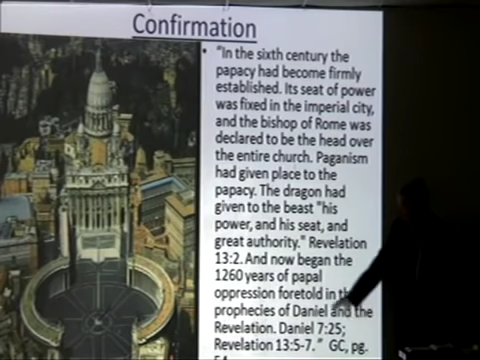 Confirmation
• "In the sixth century the
papacy had become firmly
established. Its seat of power
was fixed in the imperial city,
and the bishop of Rome was
declared to be the head over
the entire church. Paganism
had given place to the
papacy. The dragon had
given to the beast "his
power, and his seat, and
great authority." Revelation
13:2. And now began the
1260 years of papal
oppression foretold in the
prophecies of Daniel and the
Revelation. Daniel 7:25;
Revelation 13:5-7." GC, pg.